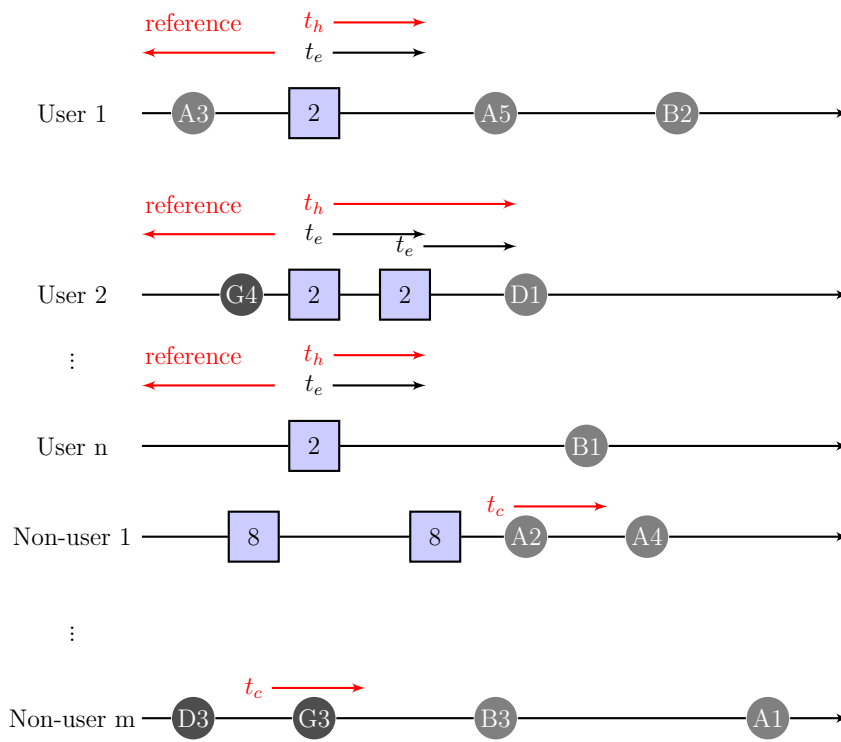 reference t_h
t_e
User 1 A3 2 A5 B2
reference t_h
t_e
t_e
User 2 G4 2 2 D1
⋮
reference t_h
t_e
User n 2 B1
t_c
Non-user 1 8 8 A2 A4
⋮
t_c
Non-user m D3 G3 B3 A1